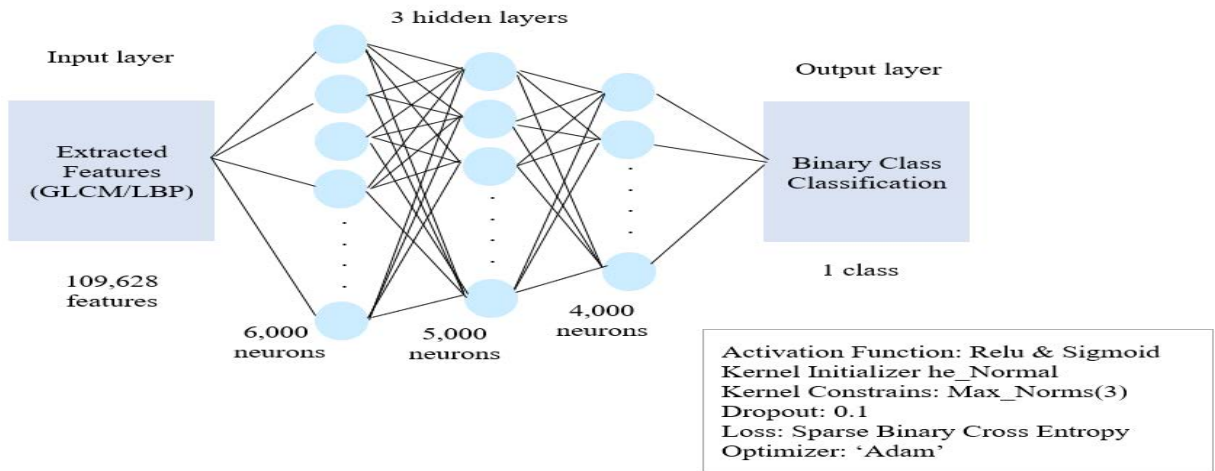 3 hidden layers
Input layer
Extracted
Features
(GLCM/LBP)
109,628
features
6,000
neurons
5,000
neurons
4,000
neurons
Output layer
Binary Class
Classification
1 class
Activation Function: Relu & Sigmoid
Kernel Initializer he_Normal
Kernel Constrains: Max_Norms(3)
Dropout: 0.1
Loss: Sparse Binary Cross Entropy
Optimizer: ‘Adam’